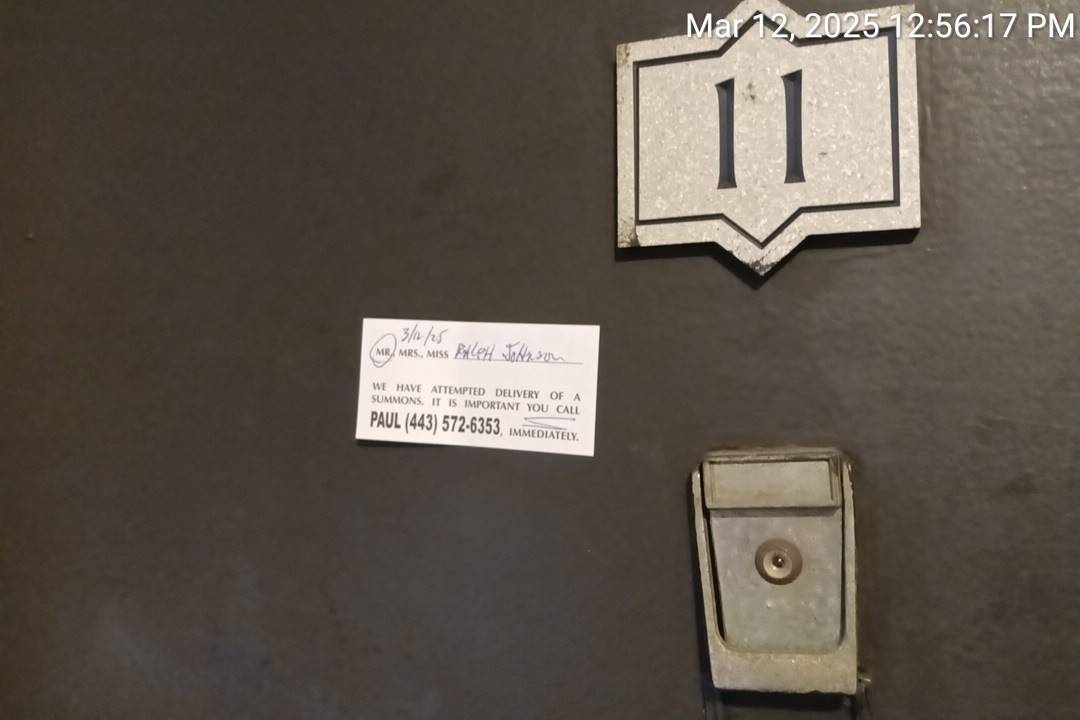 Mar 12, 2025 12:56:17 PM
11
3/12/25
MR., MRS., MISS RALPH JOHNSON
WE HAVE ATTEMPTED DELIVERY OF A
SUMMONS. IT IS IMPORTANT YOU CALL
PAUL (443) 572-6353, IMMEDIATELY.